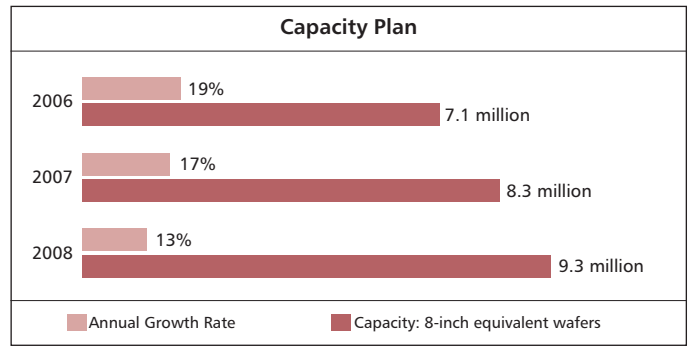 Capacity Plan
19%
2006
7.1 million
17%
2007
8.3 million
13%
2008
9.3 million
Annual Growth Rate
Capacity: 8-inch equivalent wafers